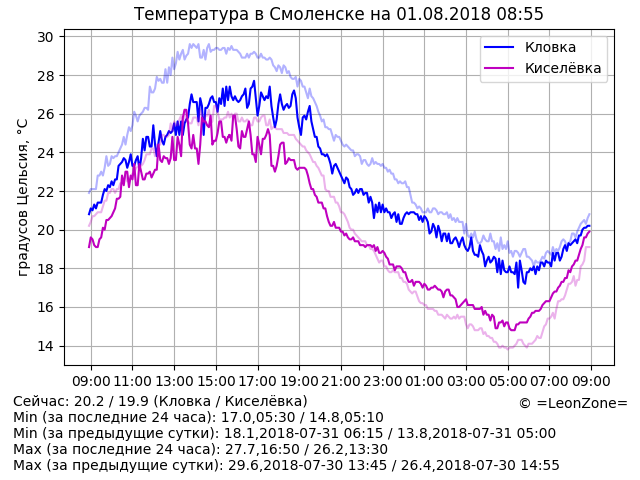 Температура в Смоленске на 01.08.2018 08:55
Кловка
Киселёвка
градусов Цельсия, °C
30
28
26
24
22
20
18
16
14
09:00 11:00 13:00 15:00 17:00 19:00 21:00 23:00 01:00 03:00 05:00 07:00 09:00
Сейчас: 20.2 / 19.9 (Кловка / Киселёвка)
© =LeonZone=
Min (за последние 24 часа): 17.0,05:30 / 14.8,05:10
Min (за предыдущие сутки): 18.1,2018-07-31 06:15 / 13.8,2018-07-31 05:00
Max (за последние 24 часа): 27.7,16:50 / 26.2,13:30
Max (за предыдущие сутки): 29.6,2018-07-30 13:45 / 26.4,2018-07-30 14:55